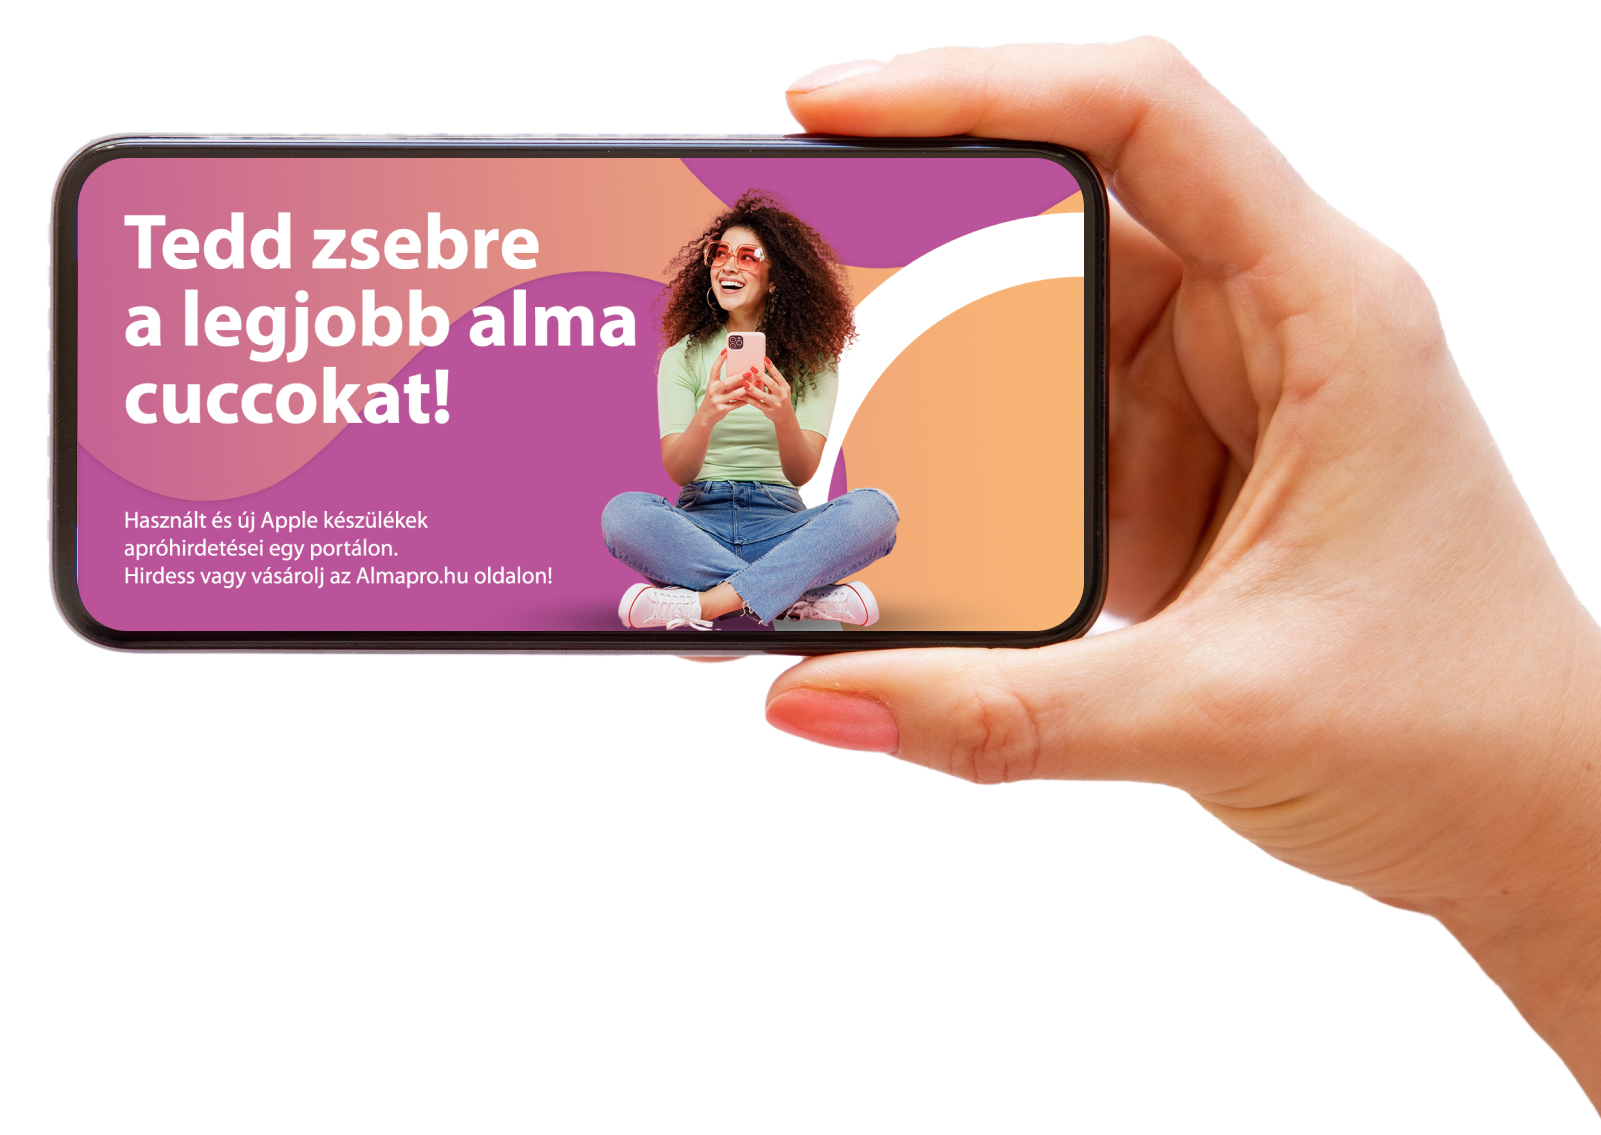 Tedd zsebre
a legjobb alma
cuccokat!
Használt és új Apple készülékek
apróhirdetései egy portálon.
Hirdess vagy vásárolj az Almapro.hu oldalon!